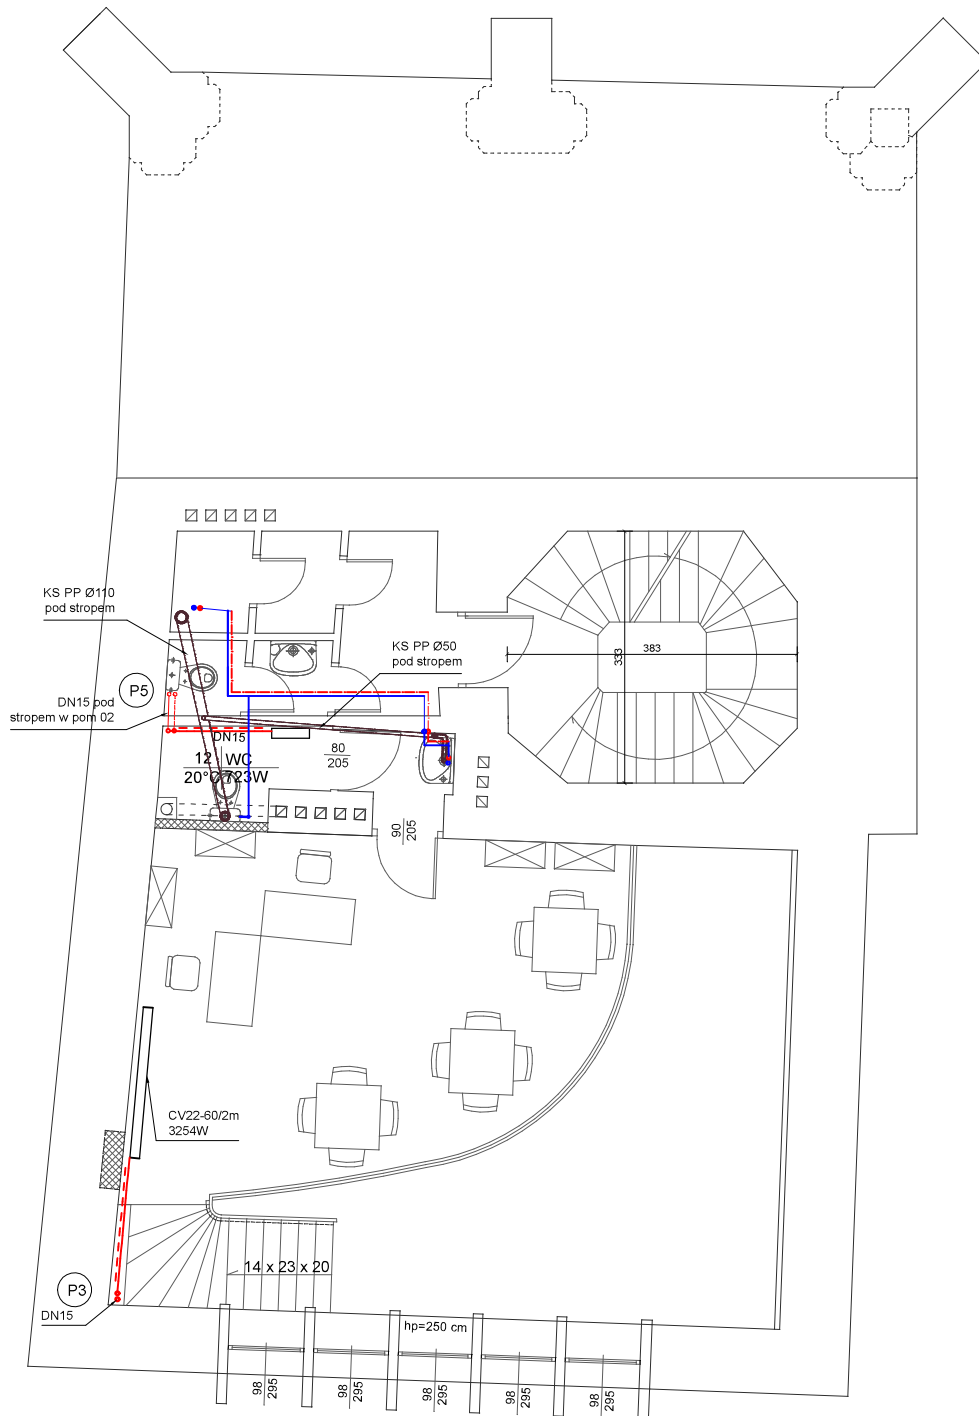 KS PP Ø110
pod stropem
KS PP Ø50
pod stropem
383
333
P5
DN15 pod
stropem w pom 02
DN15
12 WC
20°C 723W
80
205
90
205
CV22-60/2m
3254W
14 x 23 x 20
P3
DN15
hp=250 cm
98
295
98
295
98
295
98
295
98
295